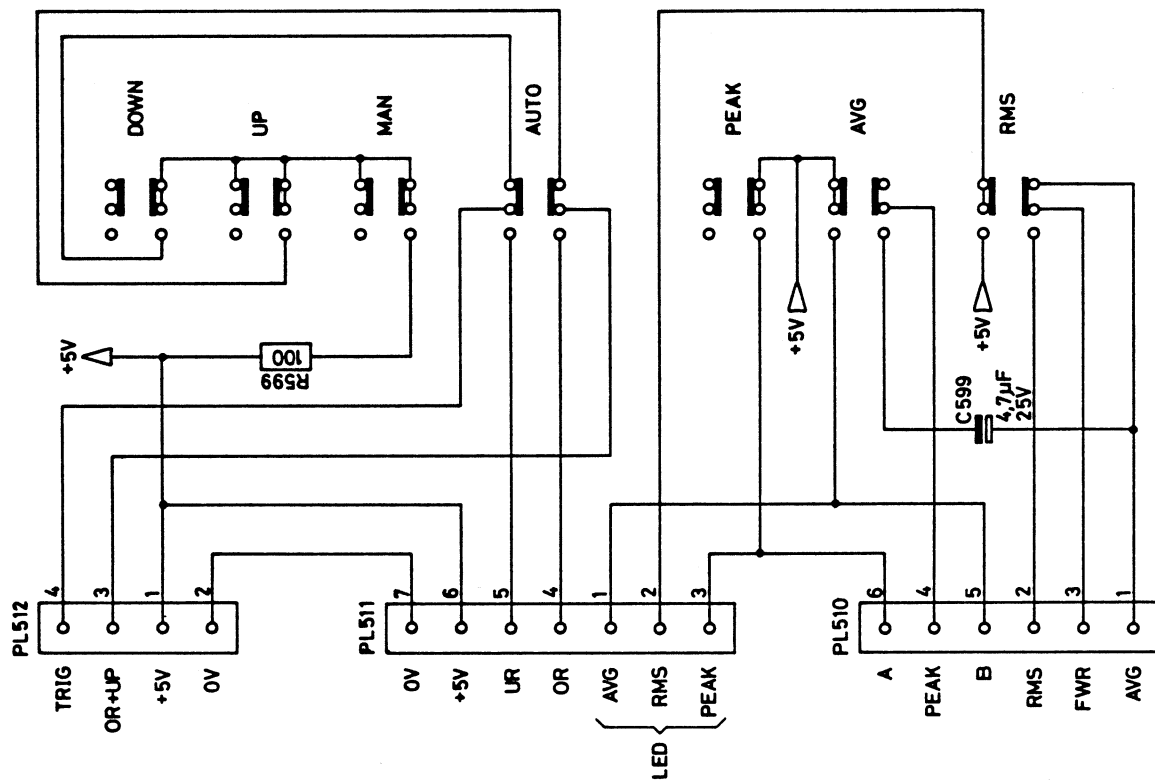 DOWN
UP
MAN
AUTO
PEAK
AVG
RMS
+5V
100
R599
+5V
+5V
C599
4,7µF
25V
PL512
4
3
1
2
TRIG
OR+UP
+5V
0V
PL511
7
6
5
4
1
2
3
0V
+5V
UR
OR
AVG
RMS
PEAK
LED
PL510
6
4
5
2
3
1
A
PEAK
B
RMS
FWR
AVG